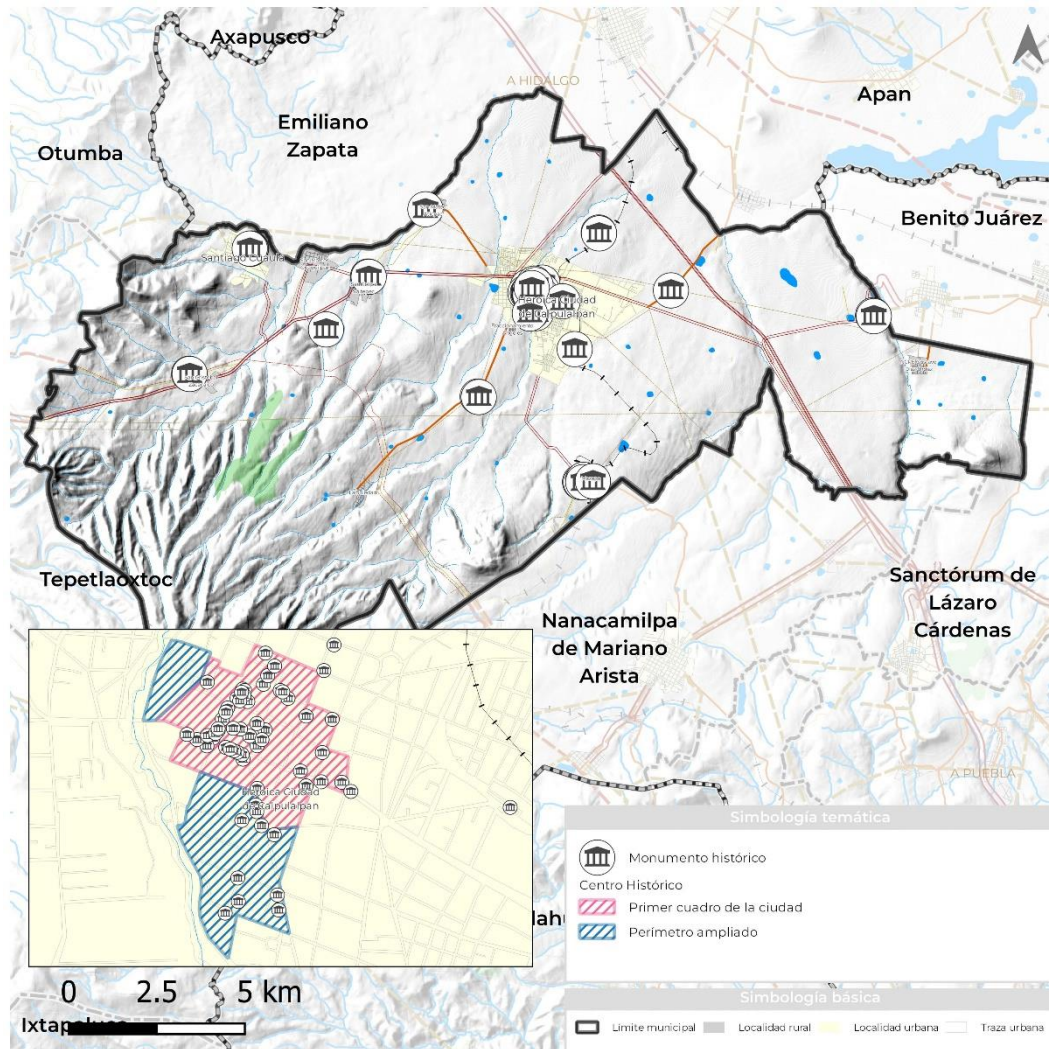 Axapusco
A HIDALGO
Apan
Emiliano
Zapata
Otumba
Benito Juárez
Santiago Cuaula
Heroica Ciudad
de Calpulalpan
Tepetlaoxtoc
Sanctórum de
Lázaro
Cárdenas
Nanacamilpa
de Mariano
Arista
A PUEBLA
Heroica Ciudad
de Calpulalpan
Simbología temática
Monumento histórico
Centro Histórico
Primer cuadro de la ciudad
Perímetro ampliado
0 2.5 5 km
Ixtapaluca
Simbología básica
Límite municipal Localidad rural Localidad urbana Traza urbana